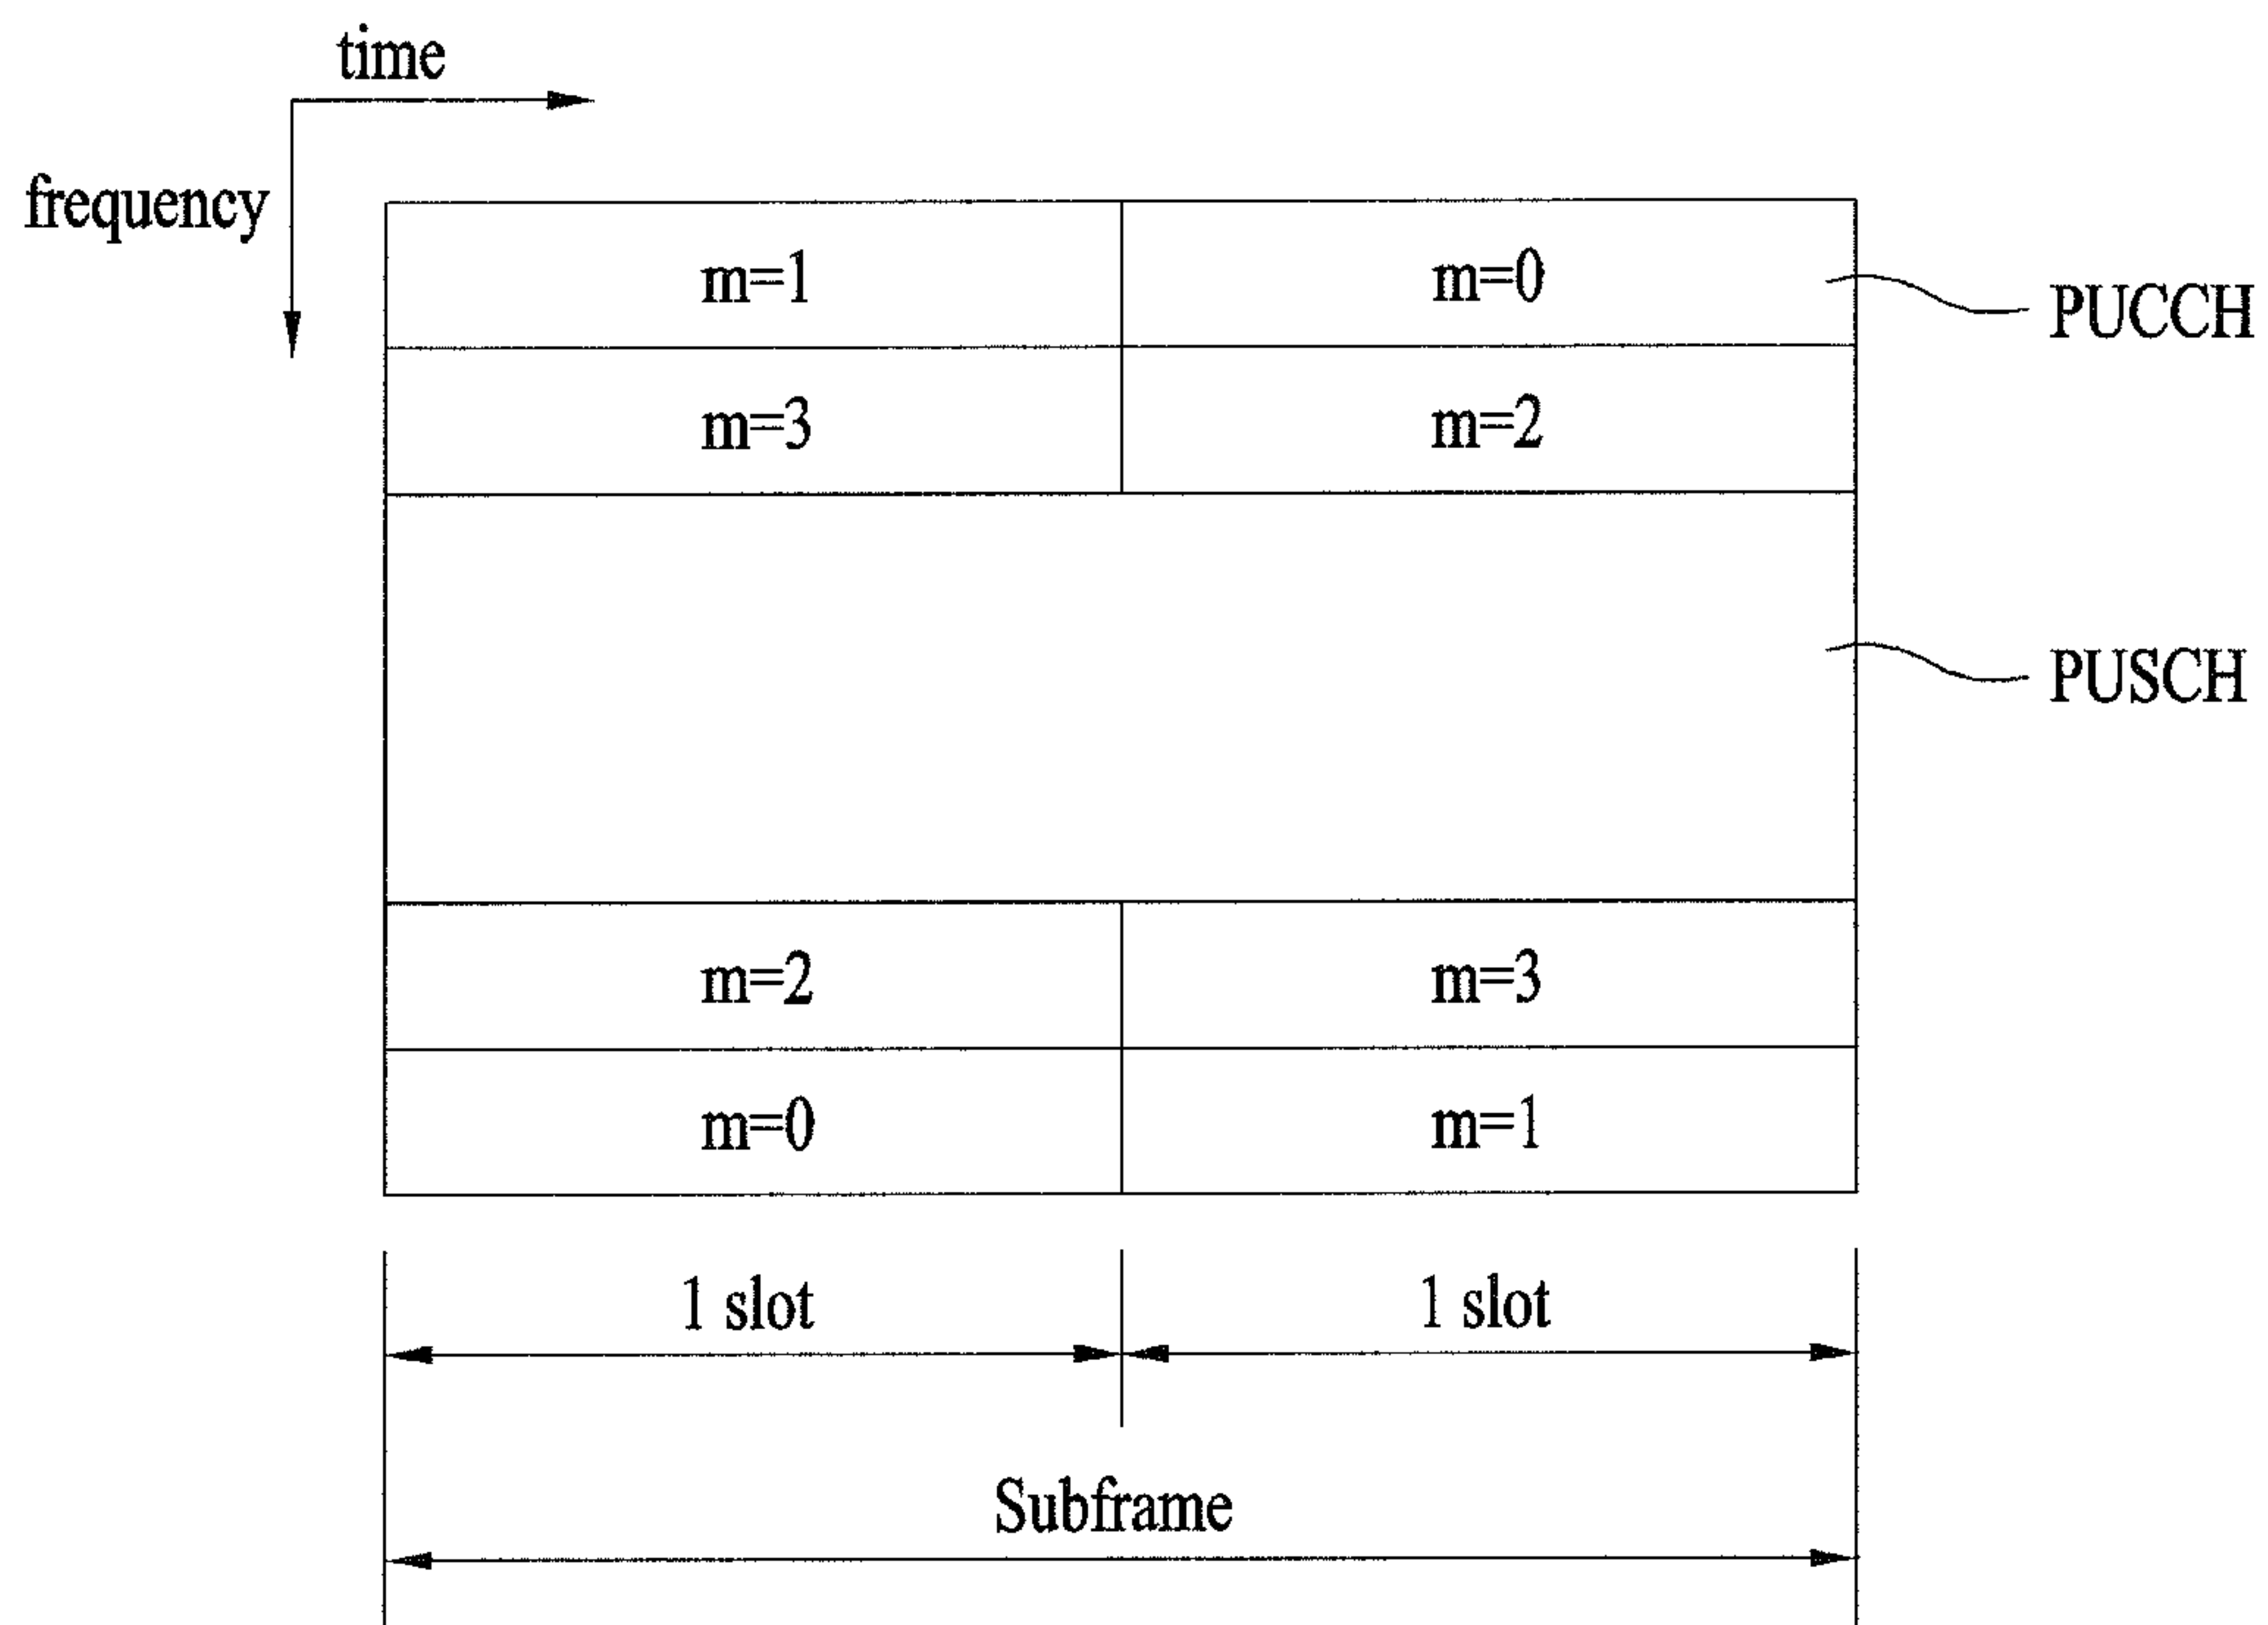 time
frequency
m=1
m=0
PUCCH
m=3
m=2
PUSCH
m=2
m=3
m=0
m=1
1 slot
1 slot
Subframe